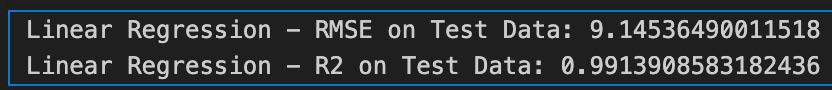 Linear Regression - RMSE on Test Data: 9.14536490011518
Linear Regression - R2 on Test Data: 0.9913908583182436